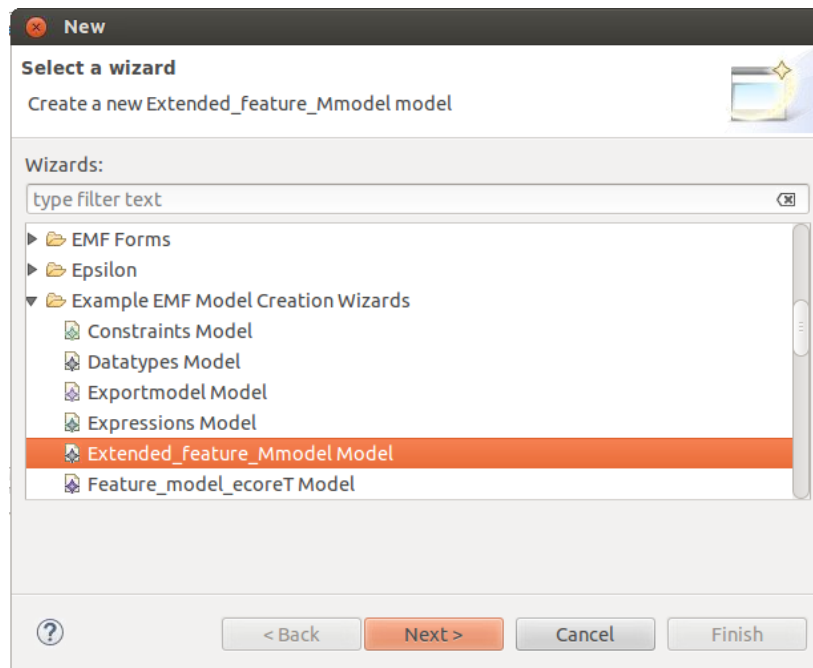 New
Select a wizard
Create a new Extended_feature_Mmodel model
Wizards:
type filter text
EMF Forms
Epsilon
Example EMF Model Creation Wizards
Constraints Model
Datatypes Model
Exportmodel Model
Expressions Model
Extended_feature_Mmodel Model
Feature_model_ecoreT Model
? < Back Next > Cancel Finish